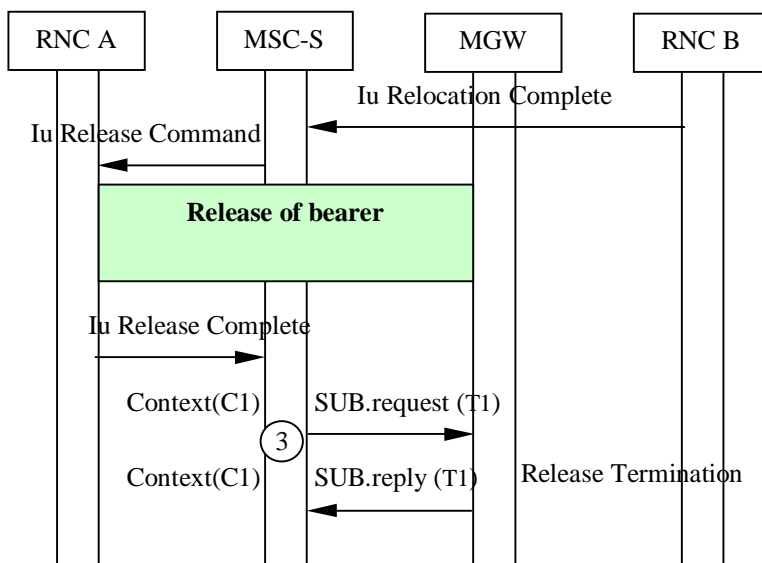 RNC A
MSC-S
MGW
RNC B
Iu Relocation Complete
Iu Release Command
Release of bearer
Iu Release Complete
Context(C1)
SUB.request (T1)
3
Context(C1)
SUB.reply (T1)
Release Termination